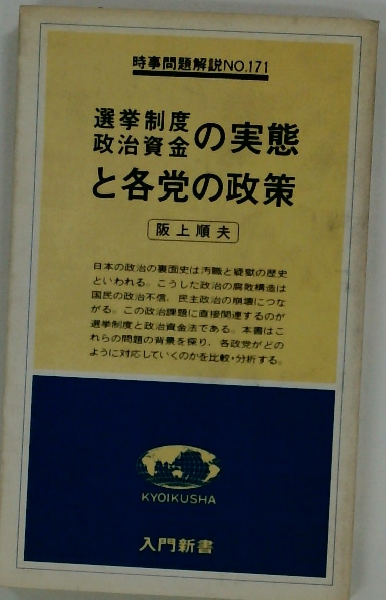 時事問題解説NO.171
選挙制度
政治資金の実態
と各党の政策
阪上順夫
日本の政治の裏面史は汚職と疑獄の歴史
といわれる。こうした政治の腐敗構造は
国民の政治不信，民主政治の崩壊につな
がる。この政治課題に直接関連するのが
選挙制度と政治資金法である。本書はこ
れらの問題の背景を探り，各政党がどの
ように対応していくのかを比較・分析する。
KYOIKUSHA
入門新書